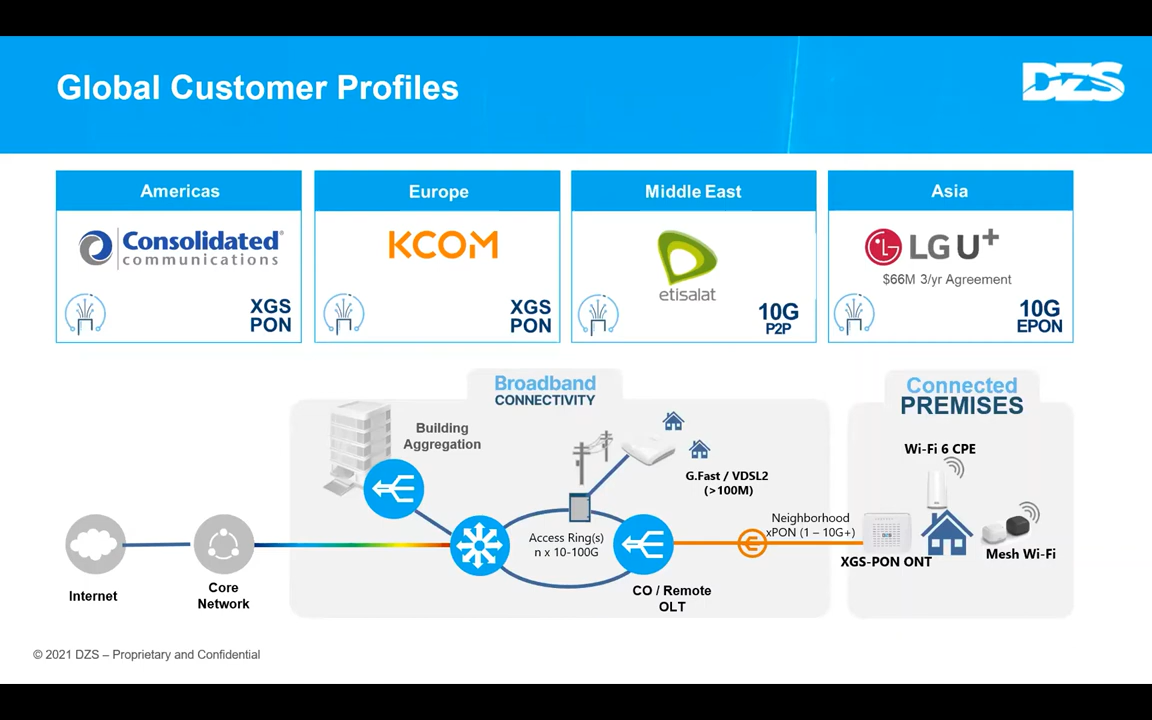 Global Customer Profiles
DZS
Americas
Consolidated®
communications
XGS
PON
Europe
KCOM
XGS
PON
Middle East
etisalat
10G
P2P
Asia
LG U+
$66M 3/yr Agreement
10G
EPON
Broadband
CONNECTIVITY
Building
Aggregation
G.Fast / VDSL2
(>100M)
Access Ring(s)
n x 10-100G
Neighborhood
xPON (1 – 10G+)
CO / Remote
OLT
Internet
Core
Network
Connected
PREMISES
Wi-Fi 6 CPE
XGS-PON ONT
Mesh Wi-Fi
© 2021 DZS – Proprietary and Confidential